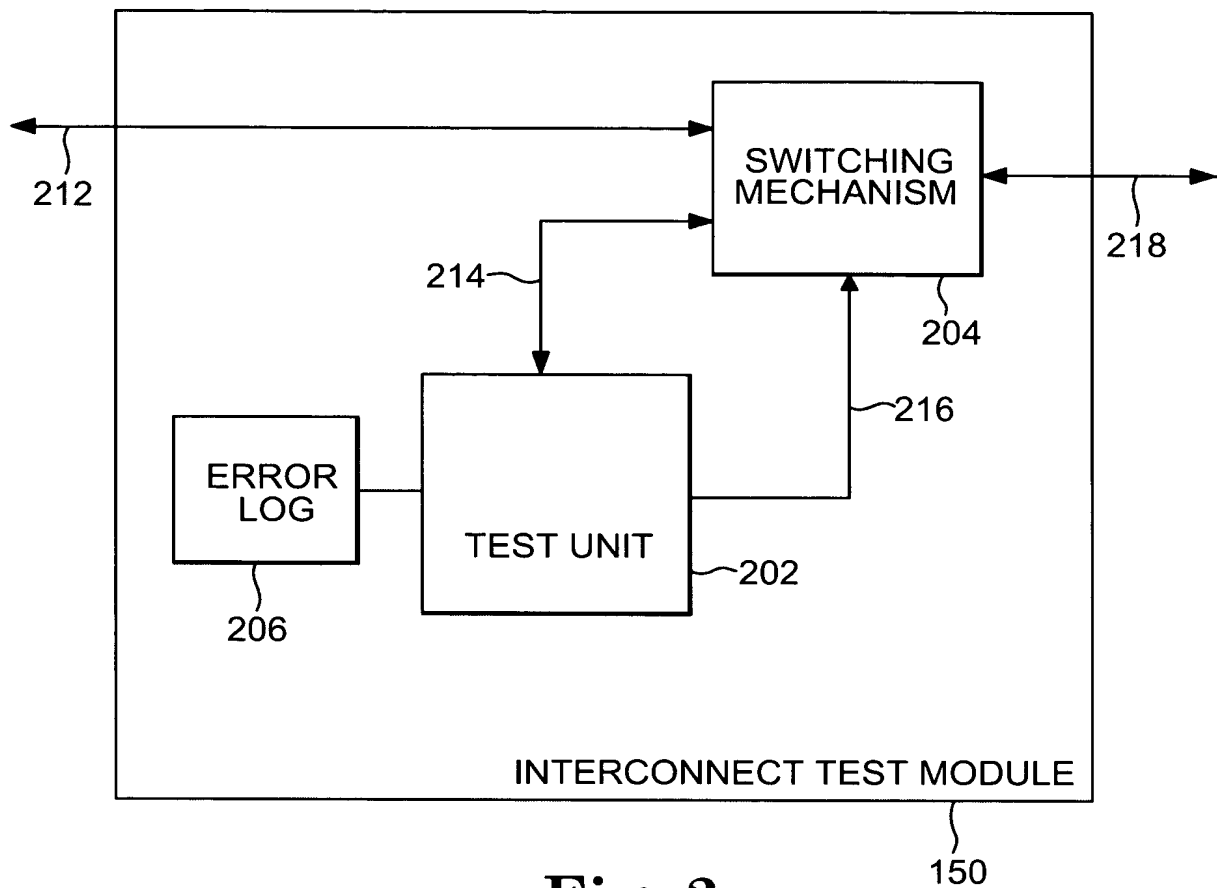 212
SWITCHING
MECHANISM
218
214
204
216
ERROR
LOG
TEST UNIT
202
206
INTERCONNECT TEST MODULE
150